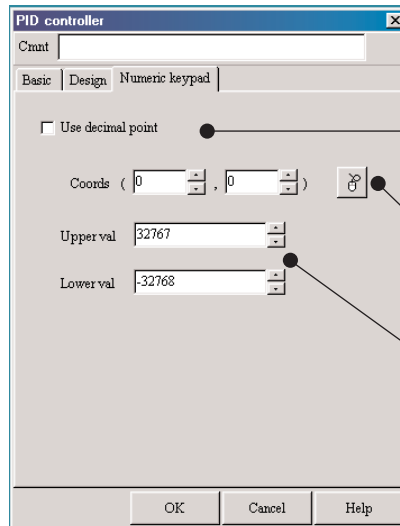 PID controller
Cmnt
Basic Design Numeric keypad
Use decimal point
Coords ( 0 , 0 )
Upper val 32767
Lower val -32768
OK Cancel Help